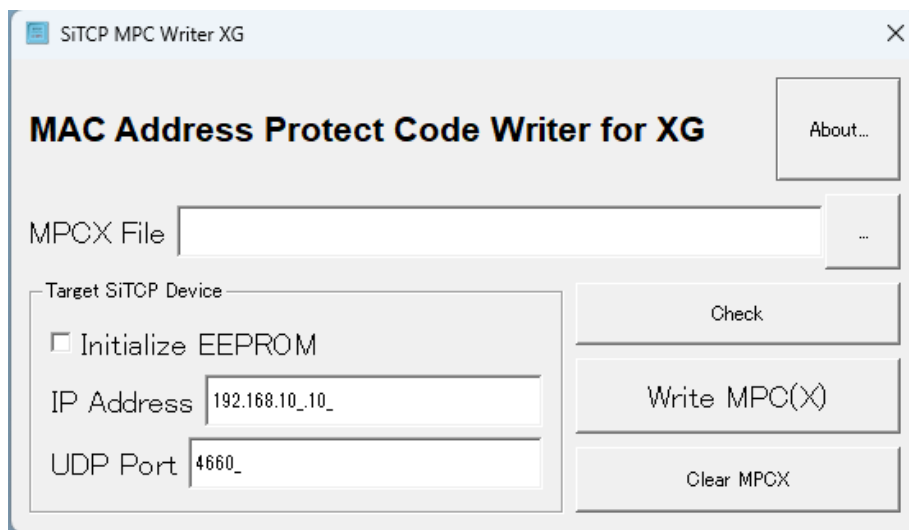 SiTCP MPC Writer XG
MAC Address Protect Code Writer for XG
About...
MPCX File
...
Target SiTCP Device
Initialize EEPROM
IP Address 192.168.10_.10_
UDP Port 4660_
Check
Write MPC(X)
Clear MPCX